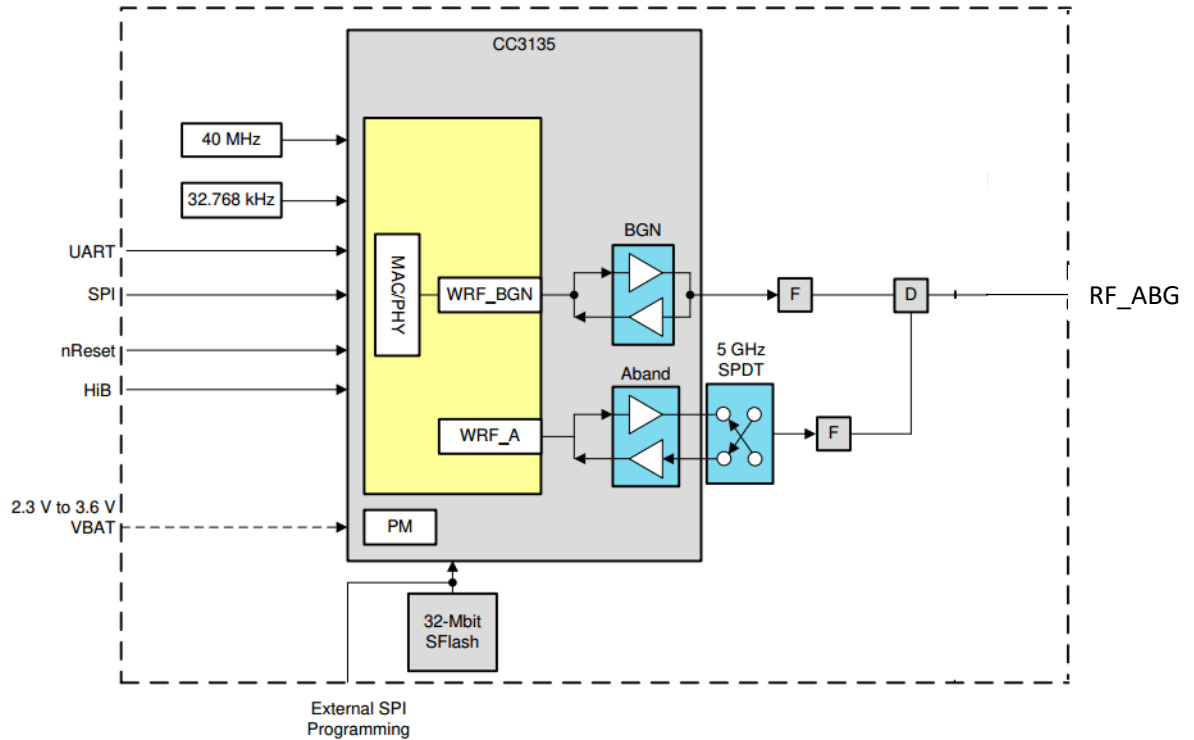 CC3135
40 MHz
32.768 kHz
UART
SPI
nReset
HiB
2.3 V to 3.6 V
VBAT
MAC/PHY
WRF_BGN
WRF_A
PM
BGN
Aband
5 GHz
SPDT
F
D
F
RF_ABG
32-Mbit
SFlash
External SPI
Programming